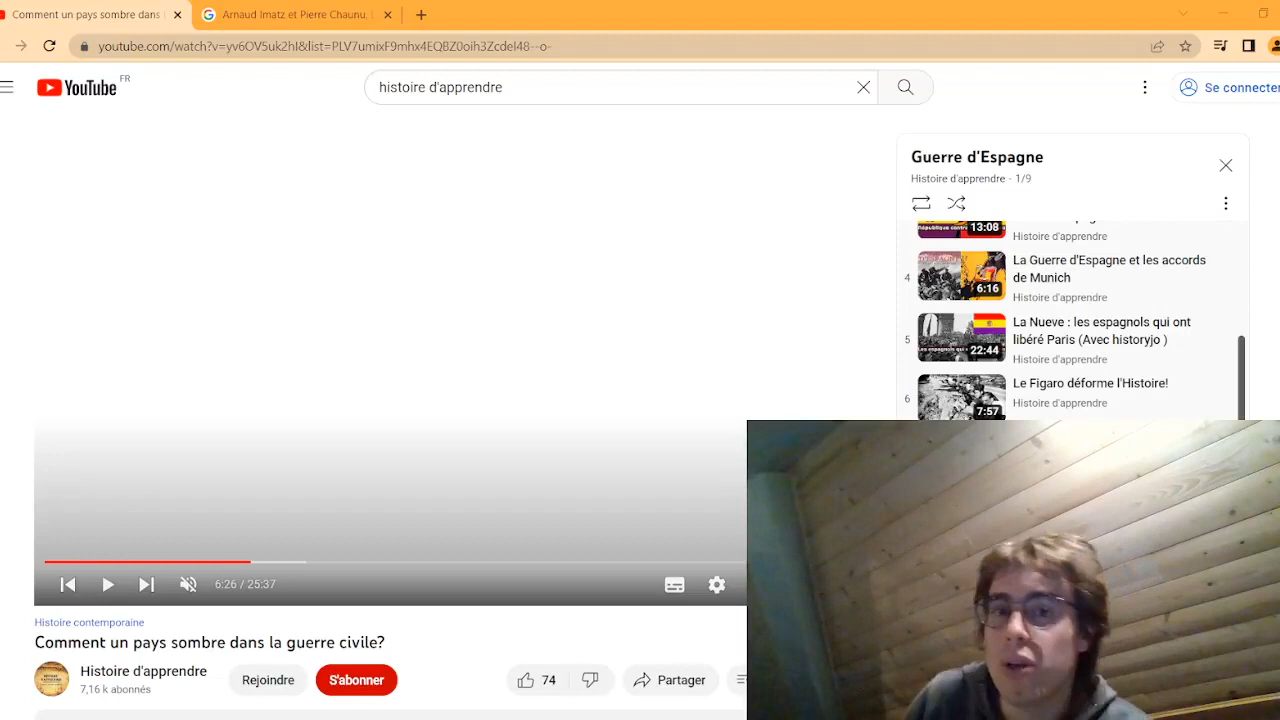 Comment un pays sombre dans
Arnaud Imatz et Pierre Chaunu.
youtube.com/watch?v=yv6OV5uk2hI&list=PLV7umixF9mhx4EQBZ0oih3ZcdeI48--o-
YouTube FR
histoire d'apprendre
Se connecter
Guerre d'Espagne
Histoire d'apprendre - 1/9
République contre
13:08
Histoire d'apprendre
4
6:16
La Guerre d'Espagne et les accords
de Munich
Histoire d'apprendre
5
22:44
La Nueve : les espagnols qui ont
libéré Paris (Avec historyjo )
Histoire d'apprendre
6
7:57
Le Figaro déforme l'Histoire!
Histoire d'apprendre
6:26 / 25:37
Histoire contemporaine
Comment un pays sombre dans la guerre civile?
Histoire d'apprendre
7,16 k abonnés
Rejoindre
S'abonner
74
Partager